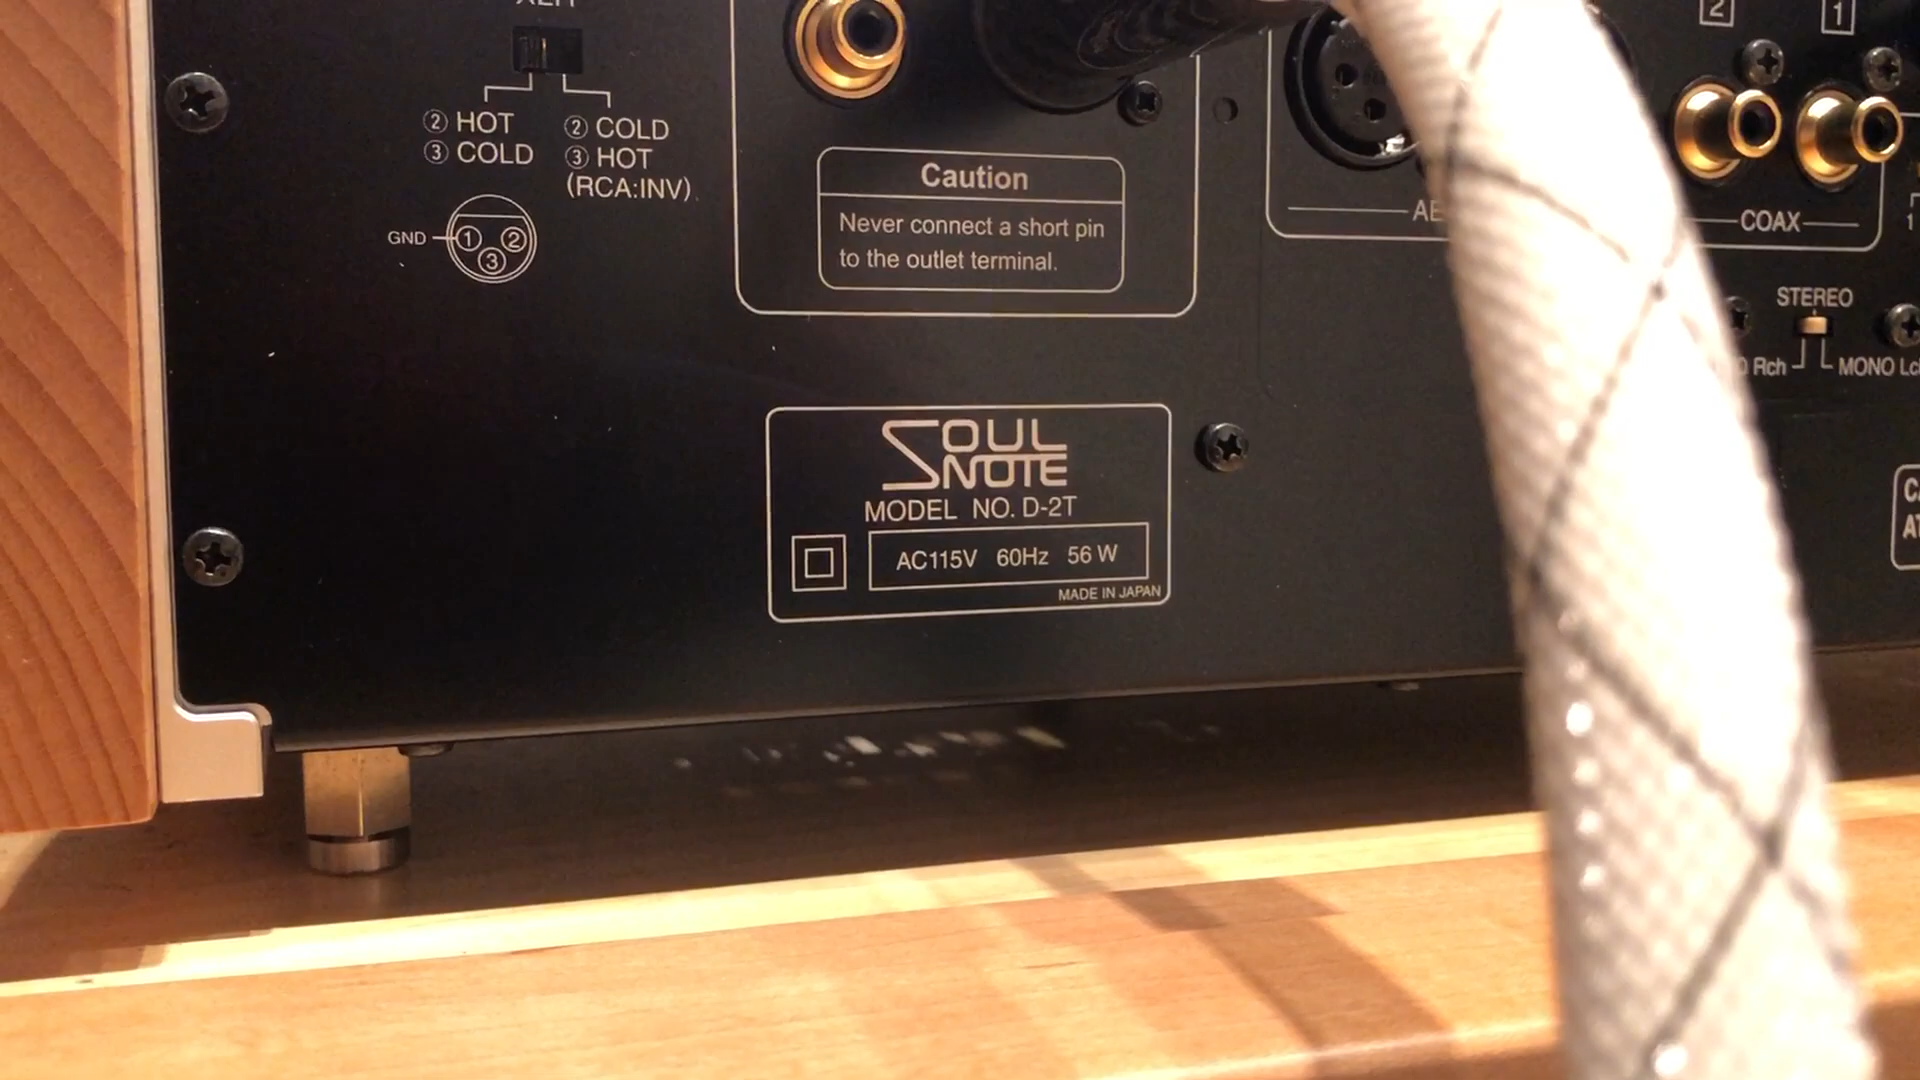 XLR
② HOT
③ COLD
② COLD
③ HOT
(RCA:INV)
GND ① ②
③
Caution
Never connect a short pin
to the outlet terminal.
2
1
COAX
STEREO
Rch
MONO
SOUL
NOTE
MODEL NO. D-2T
AC115V 60Hz 56 W
MADE IN JAPAN